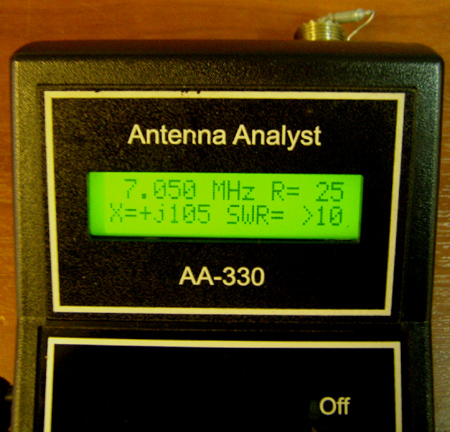 Antenna Analyst
7.050 MHz R= 25
X=+j105 SWR= >10
AA-330
Off